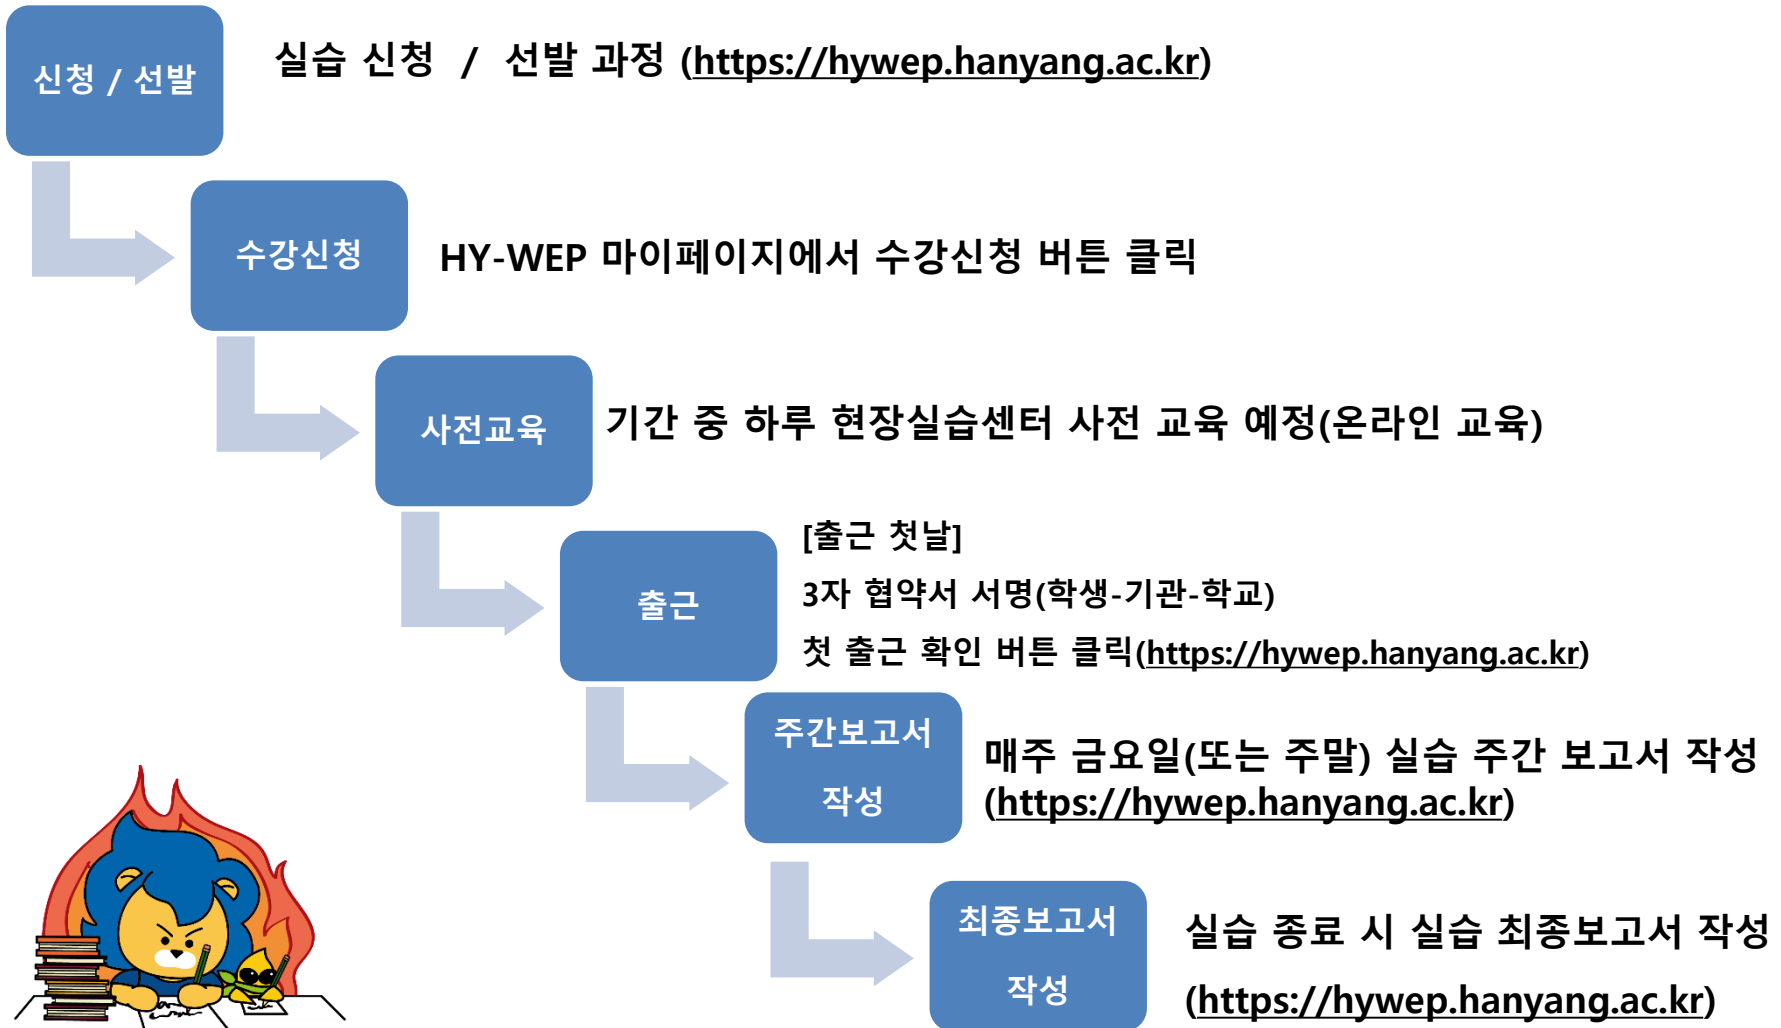 신청 / 선발
실습 신청 / 선발 과정 (https://hywep.hanyang.ac.kr)
수강신청
HY-WEP 마이페이지에서 수강신청 버튼 클릭
사전교육
기간 중 하루 현장실습센터 사전 교육 예정(온라인 교육)
출근
[출근 첫날]
3자 협약서 서명(학생-기관-학교)
첫 출근 확인 버튼 클릭(https://hywep.hanyang.ac.kr)
주간보고서
작성
매주 금요일(또는 주말) 실습 주간 보고서 작성
(https://hywep.hanyang.ac.kr)
최종보고서
작성
실습 종료 시 실습 최종보고서 작성
(https://hywep.hanyang.ac.kr)